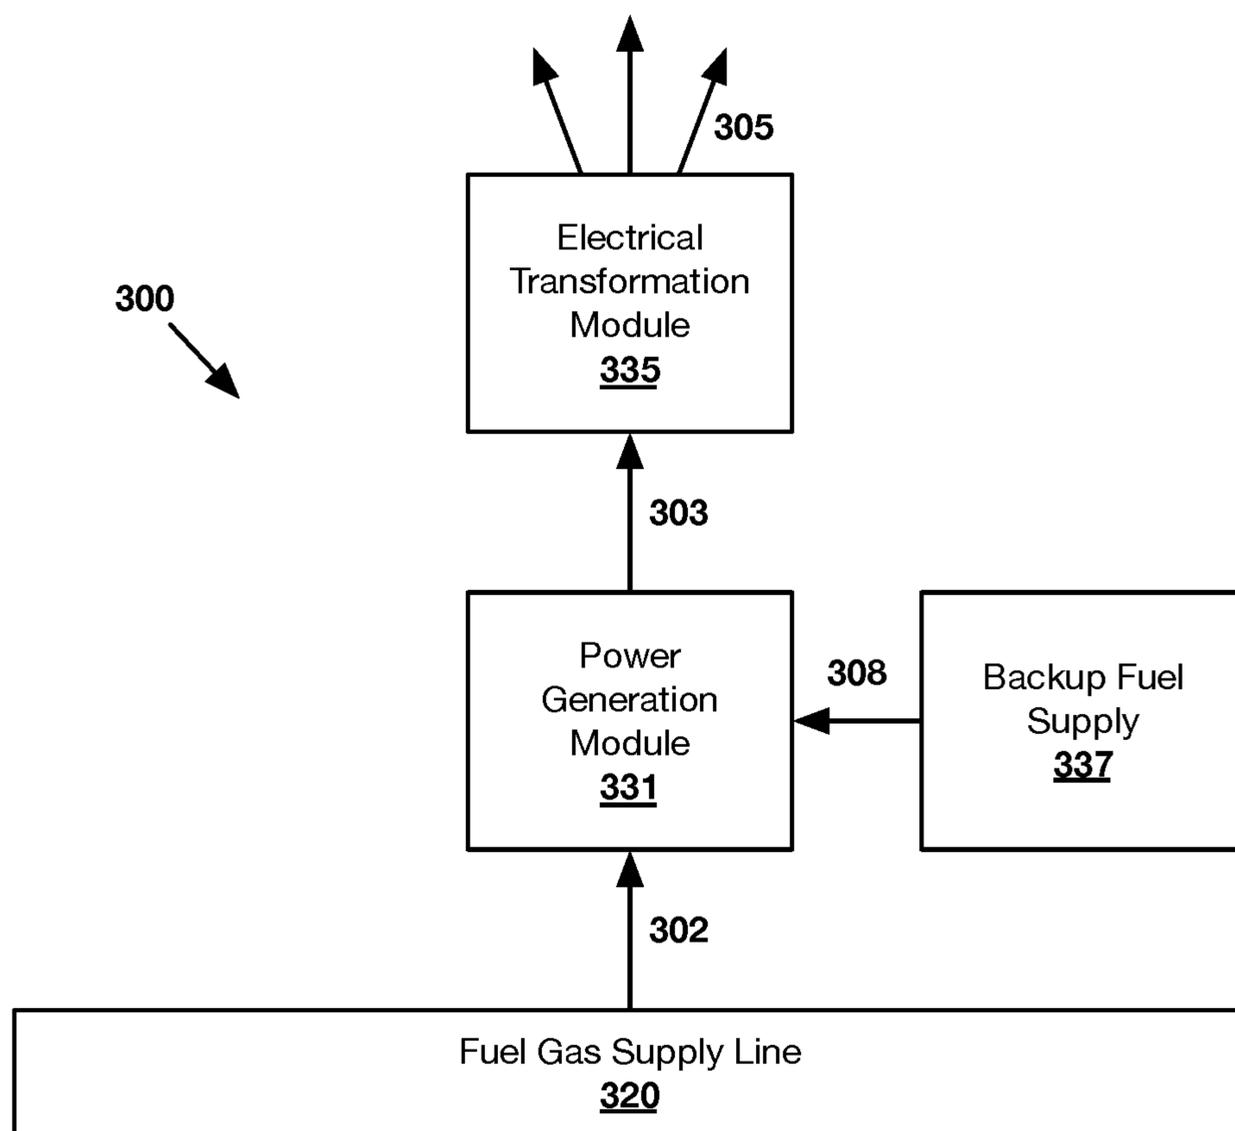 305
300
Electrical
Transformation
Module
335
303
Power
Generation
Module
331
308
Backup Fuel
Supply
337
302
Fuel Gas Supply Line
320